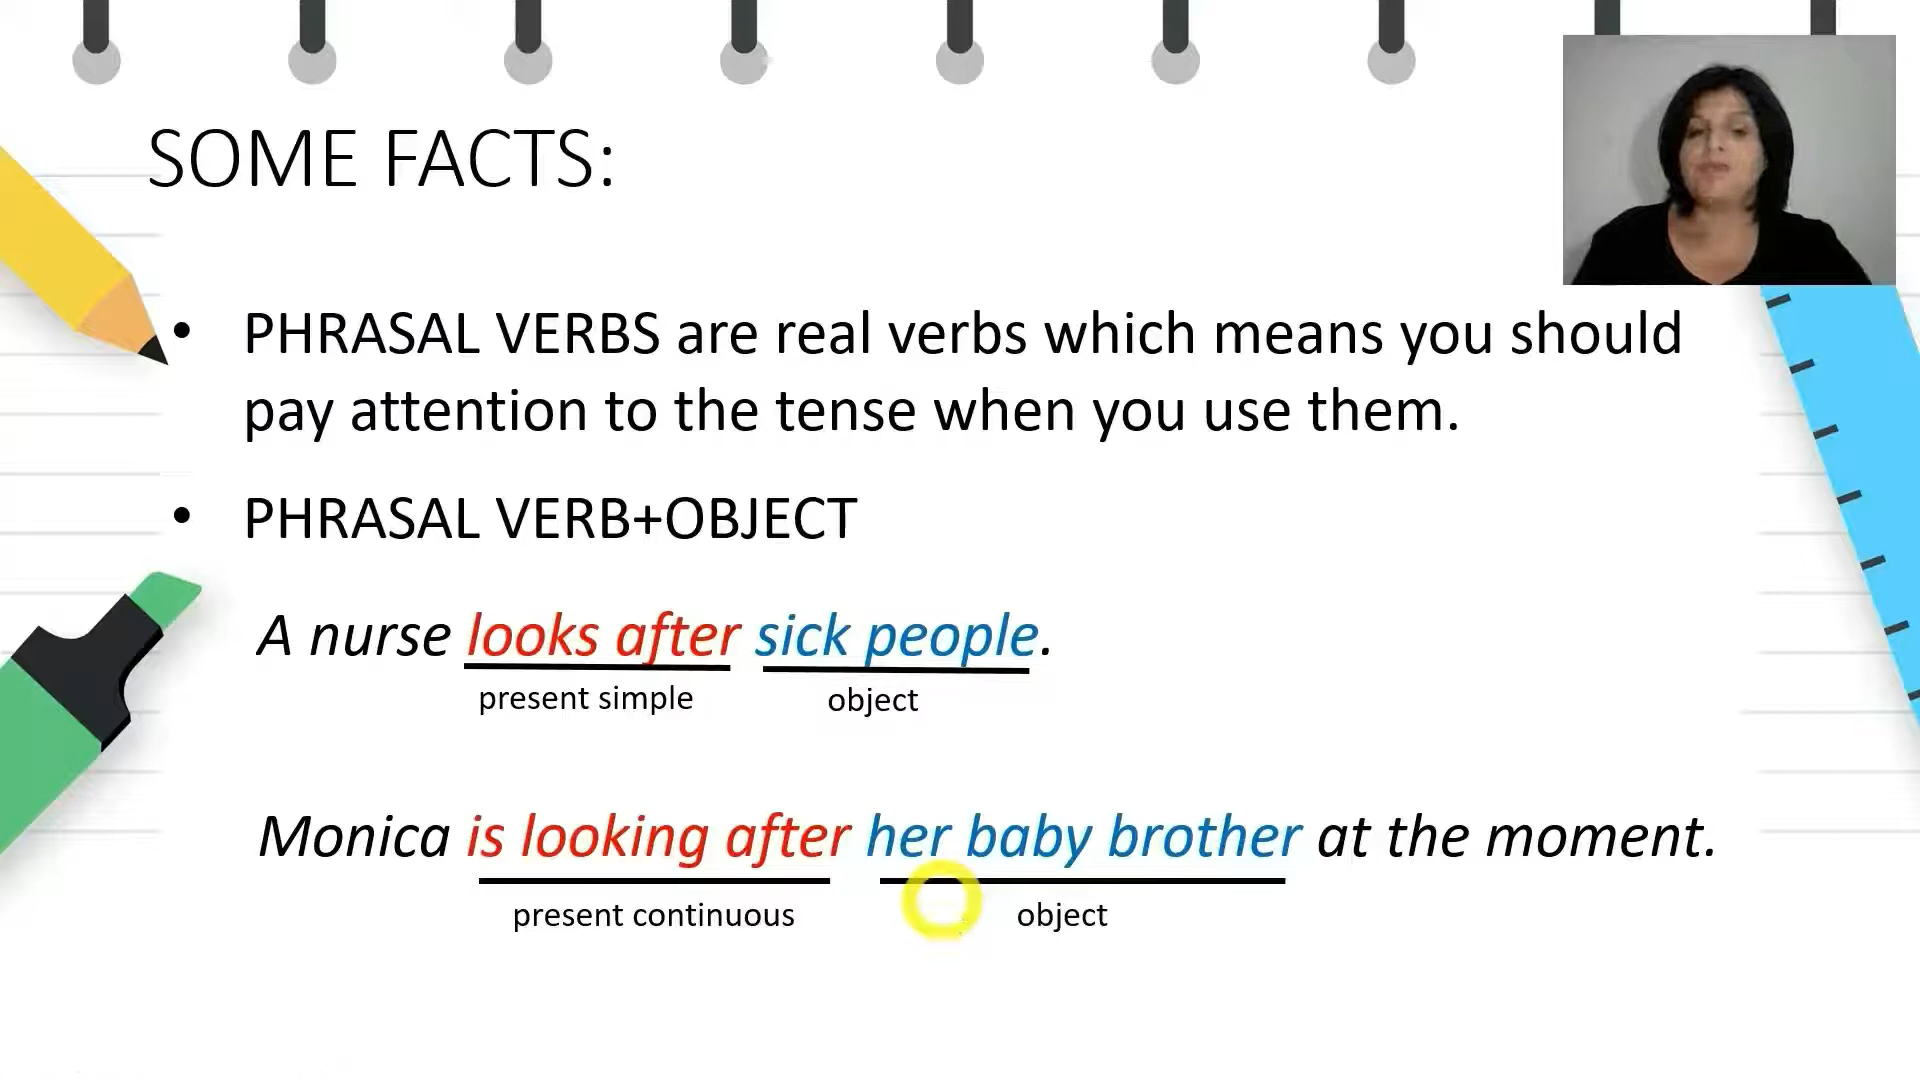 SOME FACTS:
• PHRASAL VERBS are real verbs which means you should
pay attention to the tense when you use them.
• PHRASAL VERB+OBJECT
A nurse looks after sick people.
present simple object
Monica is looking after her baby brother at the moment.
present continuous object